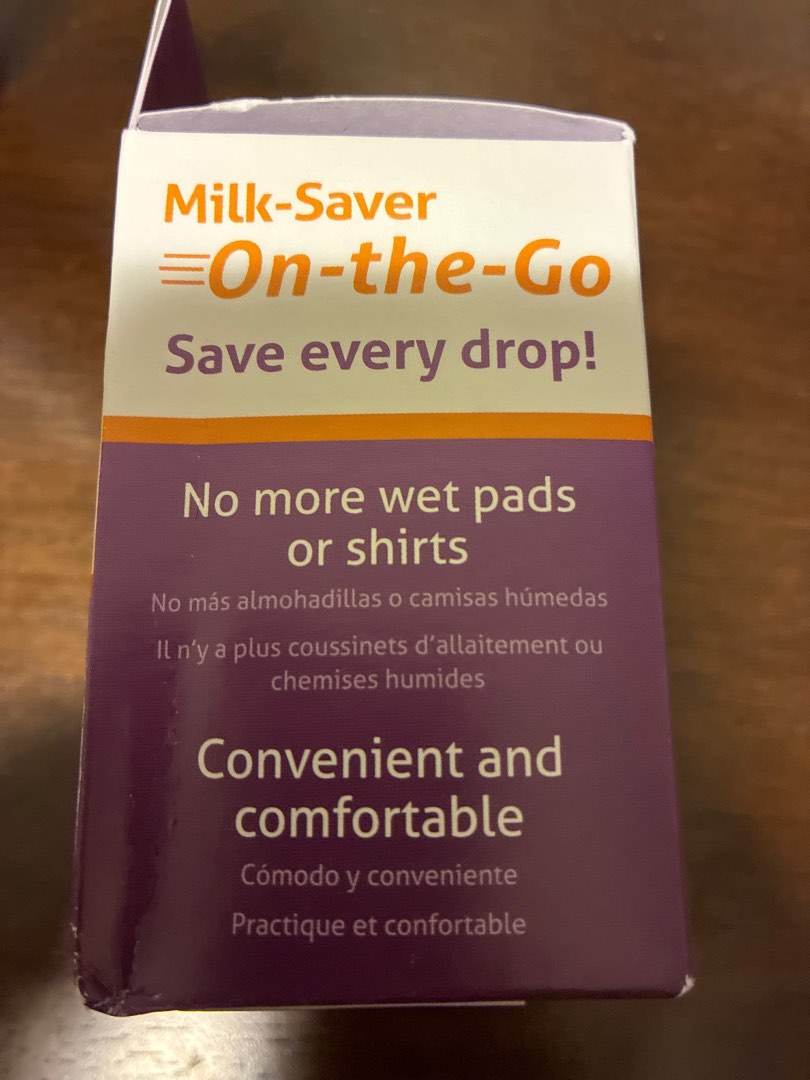 Milk-Saver
On-the-Go
Save every drop!
No more wet pads
or shirts
No más almohadillas o camisas húmedas
Il n'y a plus coussinets d'allaitement ou
chemises humides
Convenient and
comfortable
Cómodo y conveniente
Practique et confortable